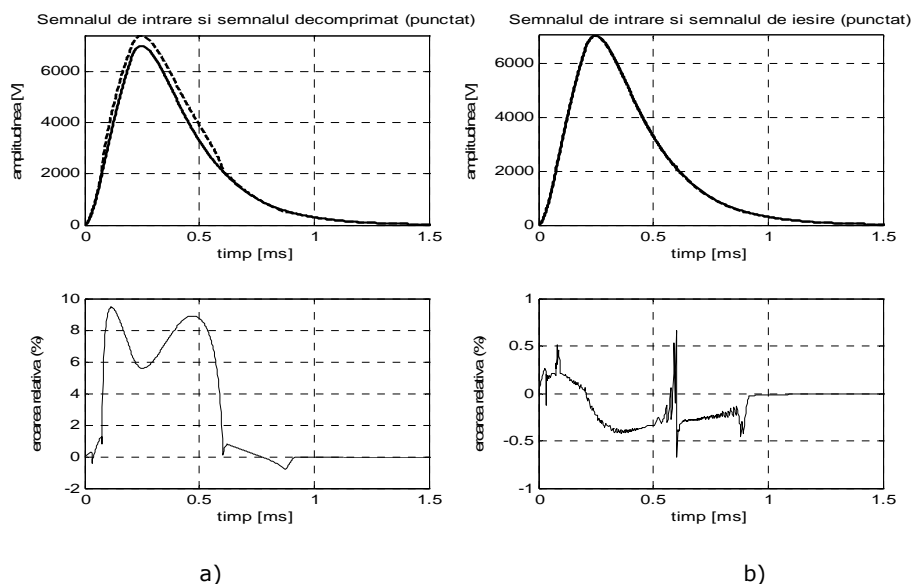 Semnalul de intrare si semnalul decomprimat (punctat)
6000
4000
2000
0
amplitudinea [V]
0 0.5 1 1.5
timp [ms]
Semnalul de intrare si semnalul de iesire (punctat)
6000
4000
2000
0
amplitudinea [V]
0 0.5 1 1.5
timp [ms]
10
8
6
4
2
0
-2
eroarea relativa (%)
0 0.5 1 1.5
timp [ms]
1
0.5
0
-0.5
-1
eroarea relativa (%)
0 0.5 1 1.5
timp [ms]
a)
b)